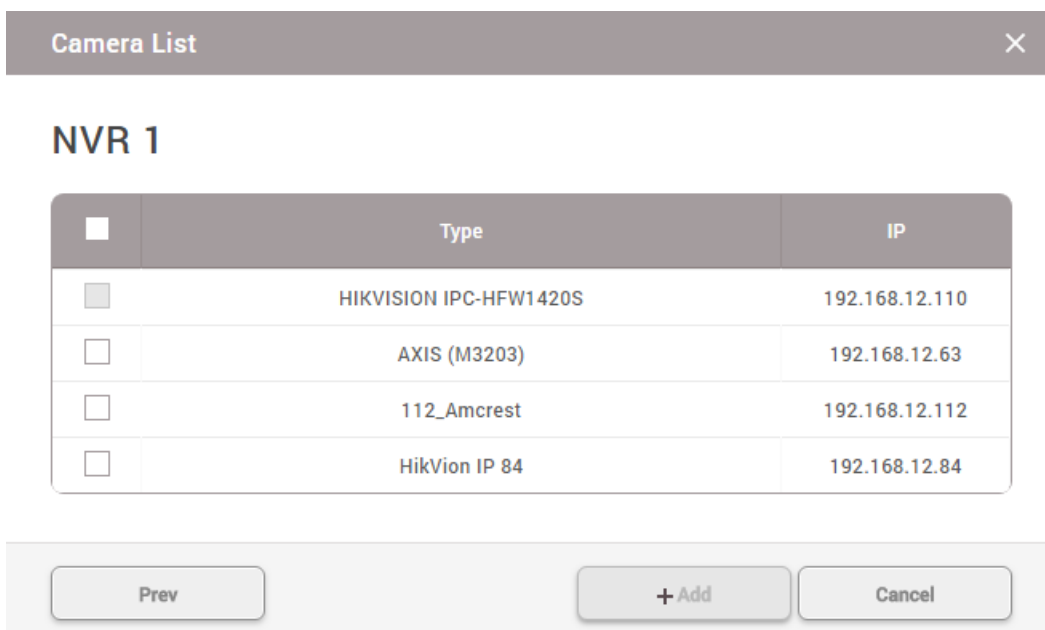 Camera List
NVR 1
Type IP
HIKVISION IPC-HFW1420S 192.168.12.110
AXIS (M3203) 192.168.12.63
112_Amcrest 192.168.12.112
HikVion IP 84 192.168.12.84
Prev + Add Cancel